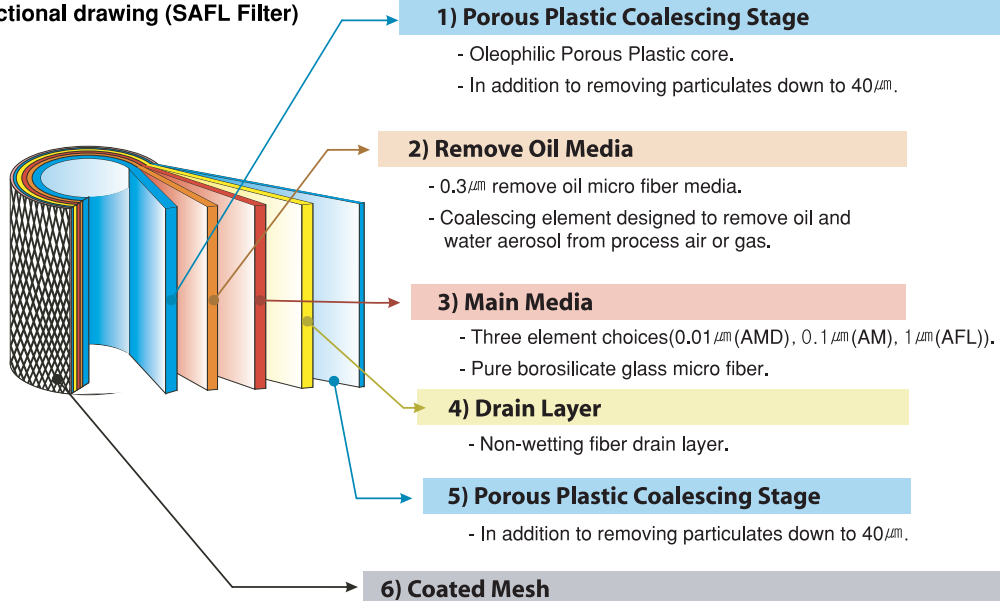 ctional drawing (SAFL Filter)
1) Porous Plastic Coalescing Stage
- Oleophilic Porous Plastic core.
- In addition to removing particulates down to 40㎛.
2) Remove Oil Media
- 0.3㎛ remove oil micro fiber media.
- Coalescing element designed to remove oil and
water aerosol from process air or gas.
3) Main Media
- Three element choices(0.01㎛(AMD), 0.1㎛(AM), 1㎛(AFL)).
- Pure borosilicate glass micro fiber.
4) Drain Layer
- Non-wetting fiber drain layer.
5) Porous Plastic Coalescing Stage
- In addition to removing particulates down to 40㎛.
6) Coated Mesh